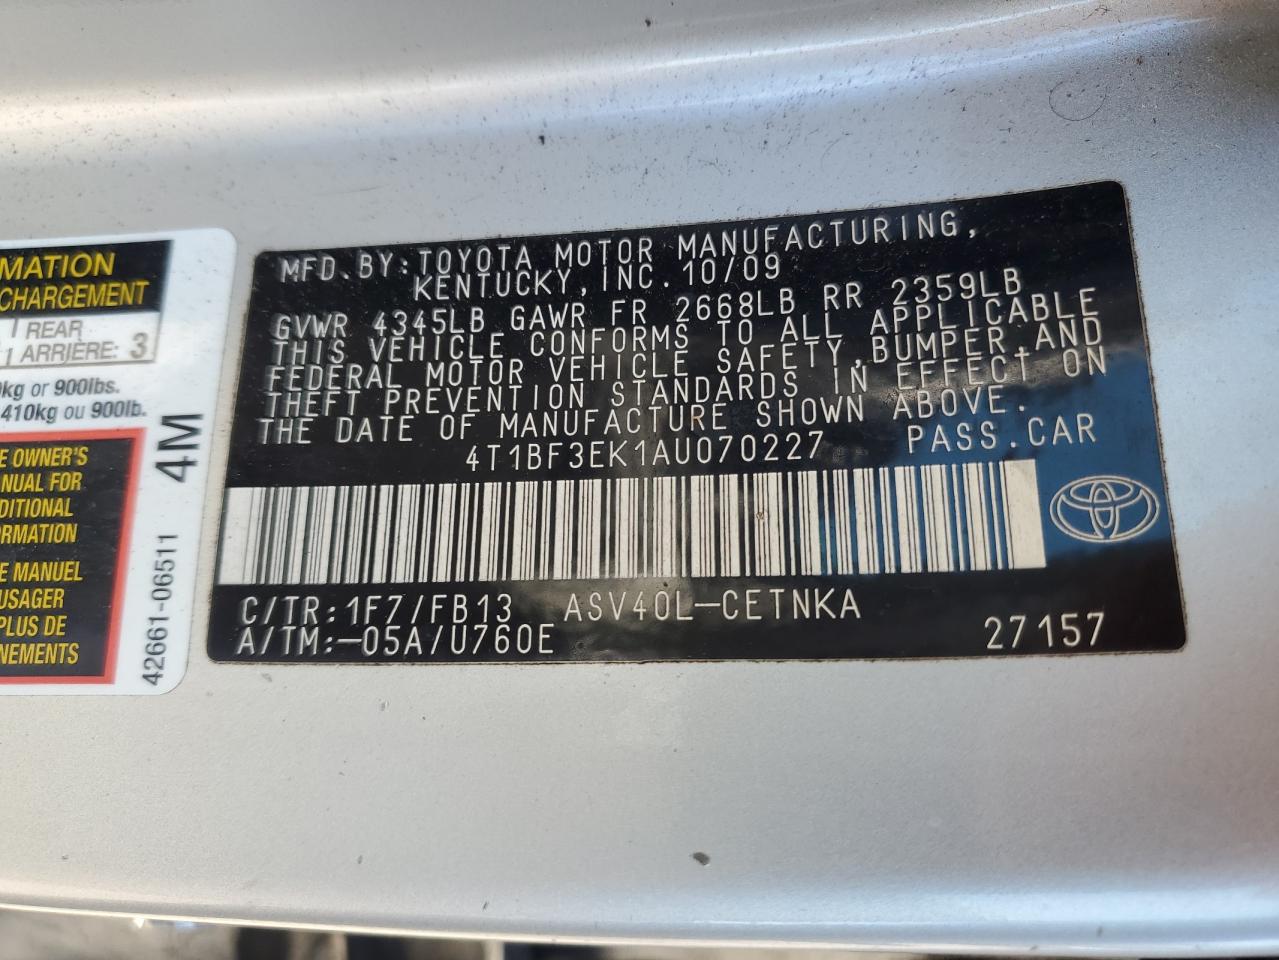 MFD.BY:TOYOTA MOTOR MANUFACTURING,
KENTUCKY,INC.10/09
GVWR 4345LB GAWR FR 2668LB RR 2359LB
THIS VEHICLE CONFORMS TO ALL APPLICABLE
FEDERAL MOTOR VEHICLE SAFETY,BUMPER,AND
THEFT PREVENTION STANDARDS IN EFFECT ON
THE DATE OF MANUFACTURE SHOWN ABOVE.
4T1BF3EK1AU070227 PASS.CAR
C/TR:1F7/FB13 ASV40L-CETNKA
A/TM:-05A/U760E 27157
MATION
CHARGEMENT
REAR
ARRIÈRE: 3
kg or 900lbs.
410kg ou 900lb.
E OWNER'S
NUAL FOR
DITIONAL
ORMATION
E MANUEL
USAGER
PLUS DE
NEMENTS
42661-06511 4M